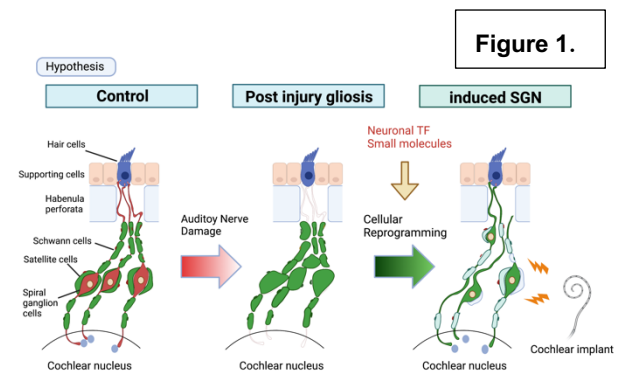 Figure 1.
Hypothesis
Control
Post injury gliosis
induced SGN
Neuronal TF
Small molecules
Hair cells
Supporting cells
Habenula
perforata
Auditoy Nerve
Damage
Cellular
Reprogramming
Schwann cells
Satellite cells
Spiral
ganglion
cells
Cochlear implant
Cochlear nucleus
Cochlear nucleus
Cochlear nucleus